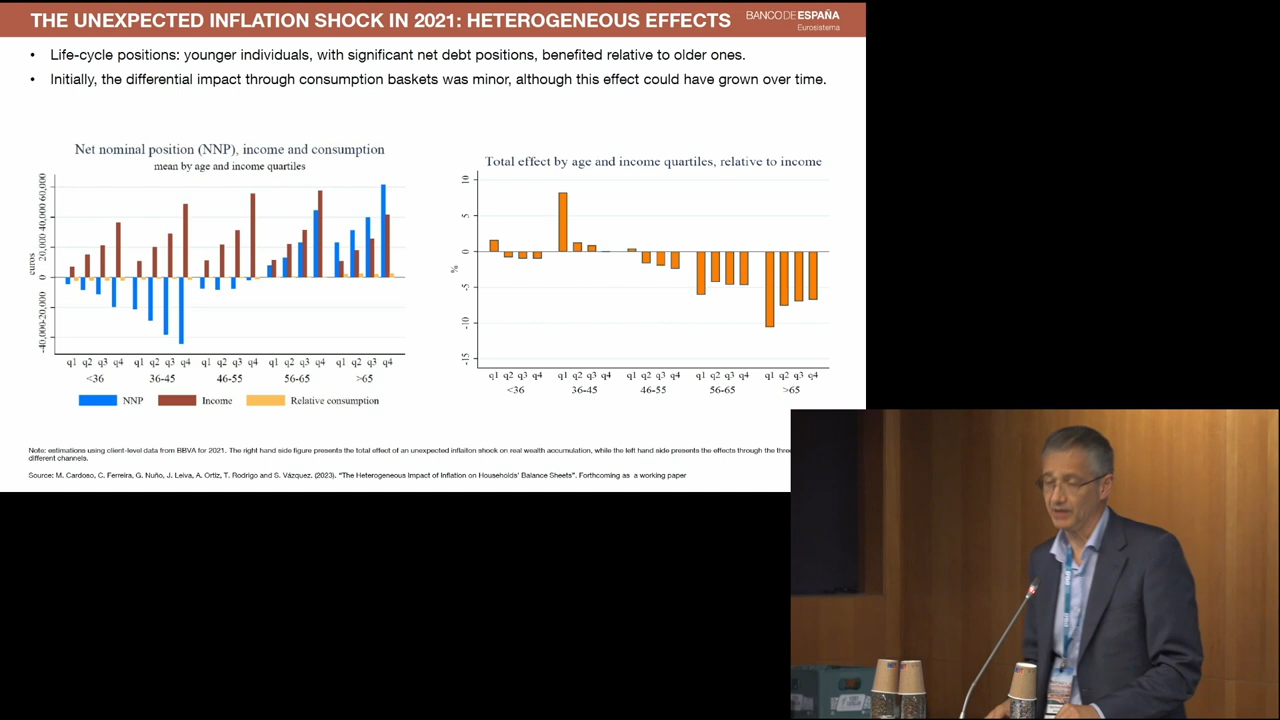 THE UNEXPECTED INFLATION SHOCK IN 2021: HETEROGENEOUS EFFECTS
BANCO DE ESPAÑA
Eurosistema
• Life-cycle positions: younger individuals, with significant net debt positions, benefited relative to older ones.
• Initially, the differential impact through consumption baskets was minor, although this effect could have grown over time.
Net nominal position (NNP), income and consumption
mean by age and income quartiles
euros
-40,000 -20,000 0 20,000 40,000 60,000
q1 q2 q3 q4 q1 q2 q3 q4 q1 q2 q3 q4 q1 q2 q3 q4 q1 q2 q3 q4
<36 36-45 46-55 56-65 >65
NNP Income Relative consumption
Total effect by age and income quartiles, relative to income
%
10
5
0
-5
-10
-15
q1 q2 q3 q4 q1 q2 q3 q4 q1 q2 q3 q4 q1 q2 q3 q4 q1 q2 q3 q4
<36 36-45 46-55 56-65 >65
Note: estimations using client-level data from BBVA for 2021. The right hand side figure presents the total effect of an unexpected inflaiton shock on real wealth accumulation, while the left hand side presents the effects through the
different channels.
Source: M. Cardoso, C. Ferreira, G. Nuño, J. Leiva, A. Ortiz, T. Rodrigo and S. Vázquez. (2023). "The Heterogeneous Impact of Inflation on Households' Balance Sheets". Forthcoming as a working paper